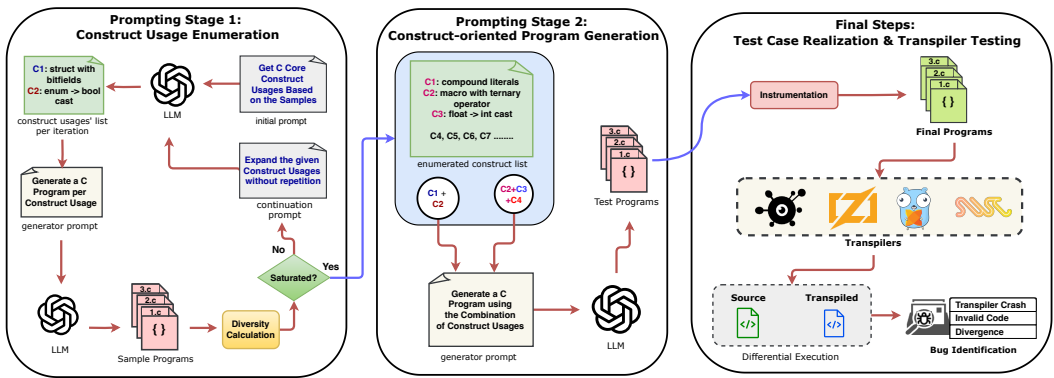 Prompting Stage 1:
Construct Usage Enumeration
C1: struct with
bitfields
C2: enum -> bool
cast
construct usages' list
per iteration
LLM
Get C Core
Construct
Usages Based
on the Samples
initial prompt
Generate a C
Program per
Construct Usage
generator prompt
Expand the given
Construct Usages
without repetition
continuation
prompt
No
Yes
Saturated?
LLM
3.c
2.c
1.c
{ }
Sample Programs
Diversity
Calculation
Prompting Stage 2:
Construct-oriented Program Generation
C1: compound literals
C2: macro with ternary
operator
C3: float -> int cast
C4, C5, C6, C7 ........
enumerated construct list
C1 +
C2
C2+C3
+C4
Generate a C
Program using the
Combination
of Construct Usages
generator prompt
3.c
2.c
1.c
{ }
Test Programs
LLM
Final Steps:
Test Case Realization & Transpiler Testing
Instrumentation
3.c
2.c
1.c
{ }
Final Programs
Transpilers
Source
Transpiled
</>
</>
Differential Execution
Transpiler Crash
Invalid Code
Divergence
Bug Identification